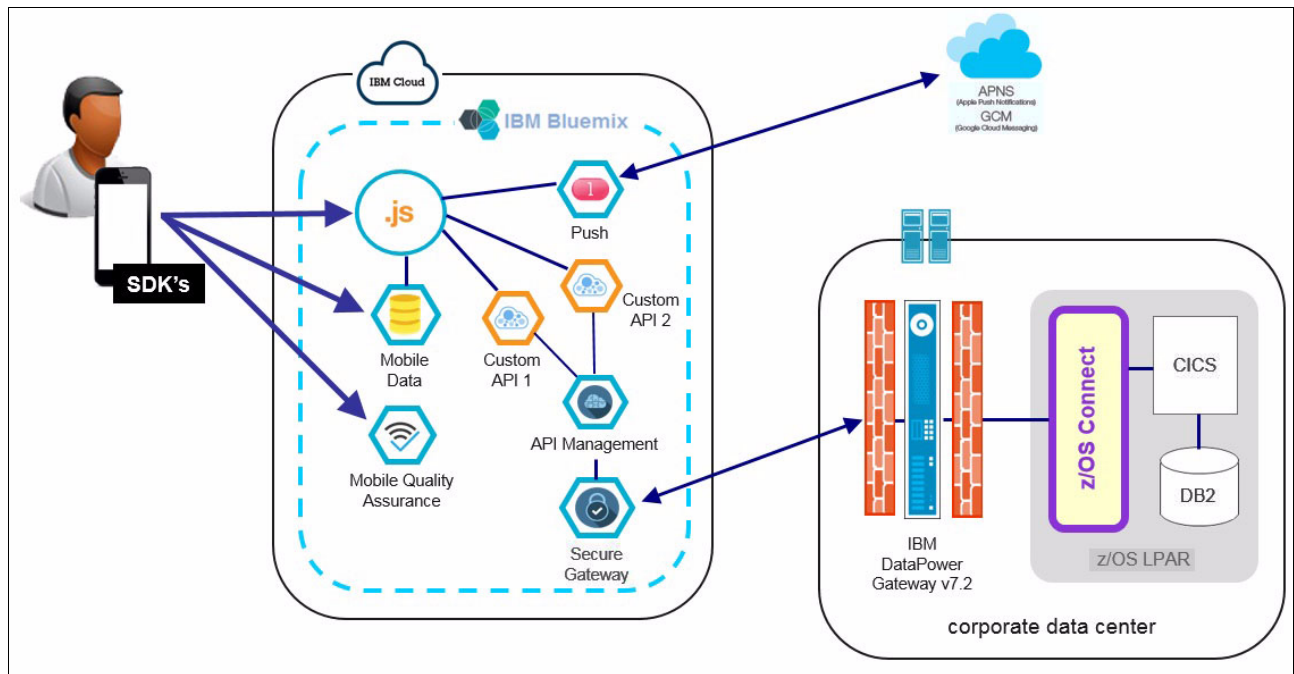 IBM Cloud
IBM Bluemix
APNS
(Apple Push Notifications)
GCM
(Google Cloud Messaging)
SDK's
.js
1
Push
Mobile
Data
Custom
API 1
Custom
API 2
API Management
Mobile Quality
Assurance
Secure
Gateway
IBM
DataPower
Gateway v7.2
z/OS Connect
CICS
DB2
z/OS LPAR
corporate data center